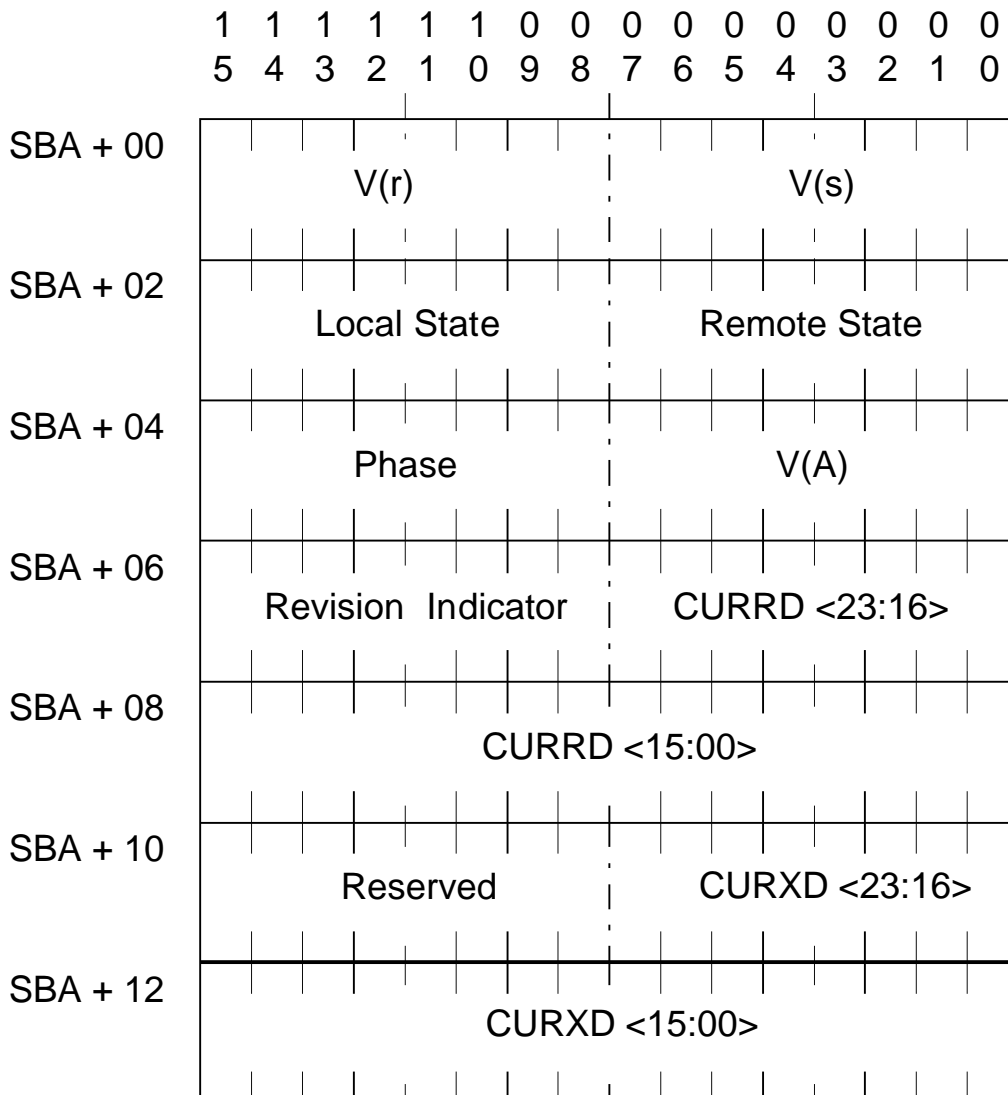 1 1 1 1 1 1 0 0 0 0 0 0 0 0 0 0
5 4 3 2 1 0 9 8 7 6 5 4 3 2 1 0
SBA + 00
V(r) V(s)
SBA + 02
Local State Remote State
SBA + 04
Phase V(A)
SBA + 06
Revision Indicator CURRD <23:16>
SBA + 08
CURRD <15:00>
SBA + 10
Reserved CURXD <23:16>
SBA + 12
CURXD <15:00>